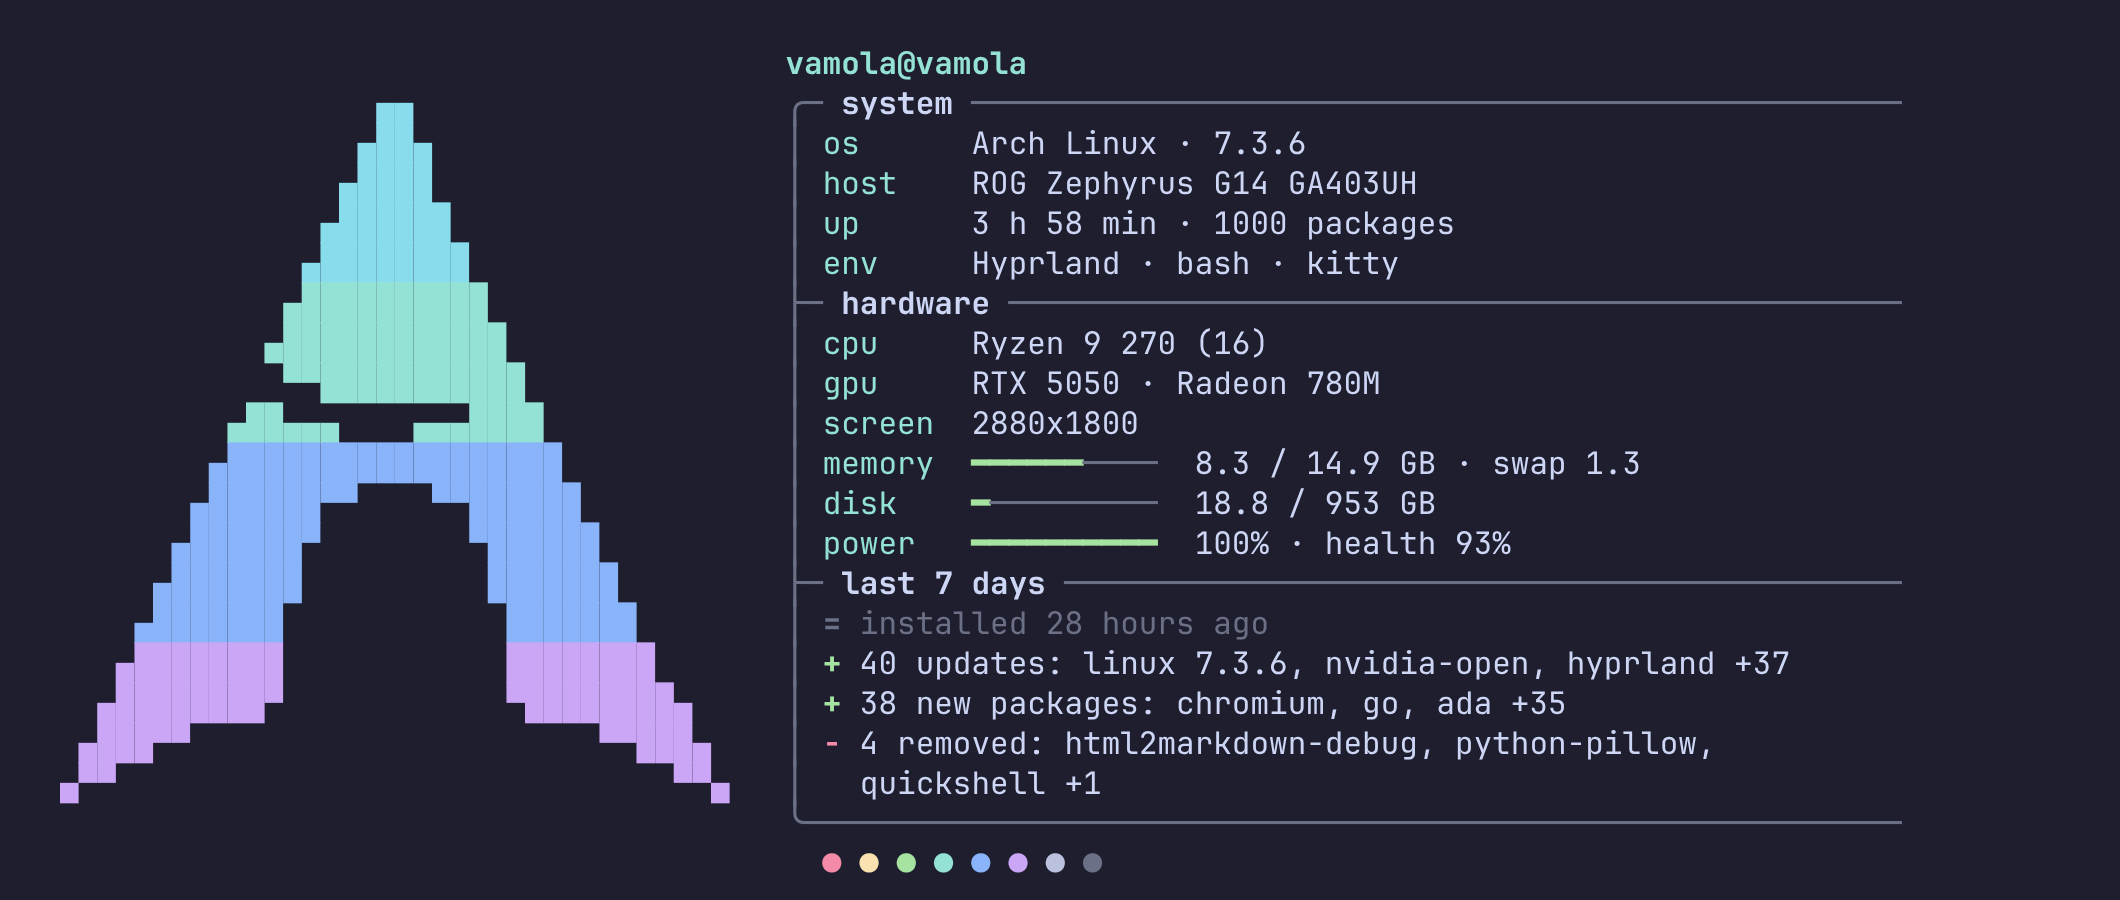 vamola@vamola
system
os Arch Linux · 7.3.6
host ROG Zephyrus G14 GA403UH
up 3 h 58 min · 1000 packages
env Hyprland · bash · kitty
hardware
cpu Ryzen 9 270 (16)
gpu RTX 5050 · Radeon 780M
screen 2880x1800
memory 8.3 / 14.9 GB · swap 1.3
disk 18.8 / 953 GB
power 100% · health 93%
last 7 days
= installed 28 hours ago
+ 40 updates: linux 7.3.6, nvidia-open, hyprland +37
+ 38 new packages: chromium, go, ada +35
- 4 removed: html2markdown-debug, python-pillow,
quickshell +1